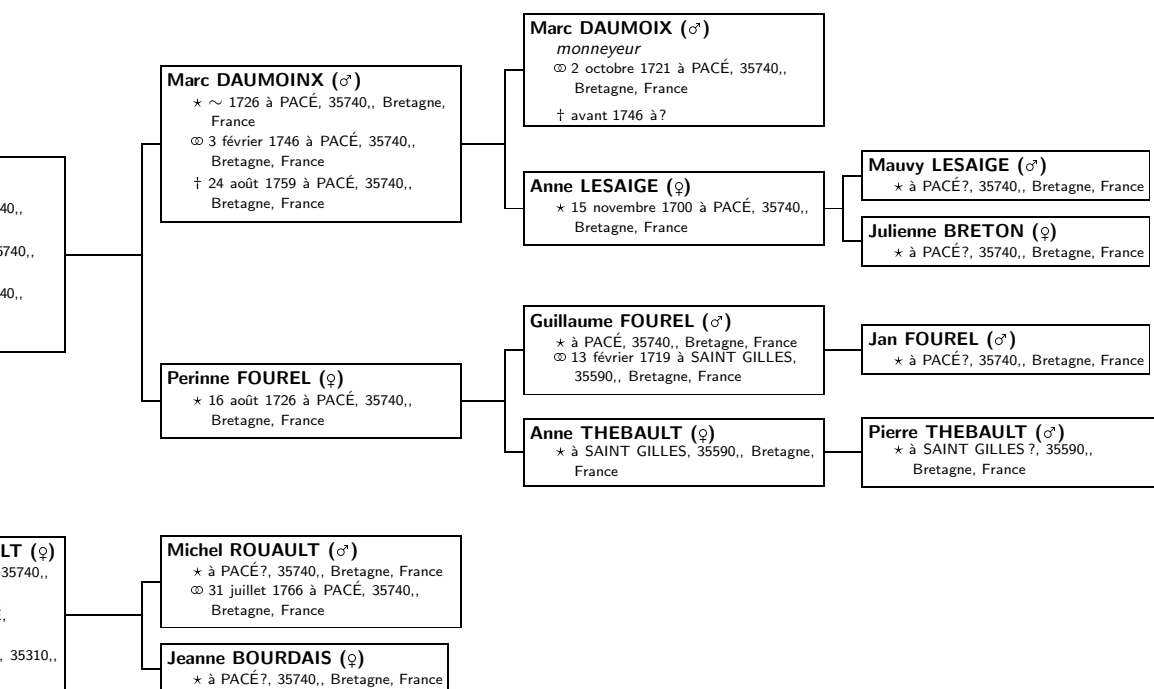 Marc DAUMOIX (♂)
monneyeur
⚭ 2 octobre 1721 à PACÉ, 35740,,
Bretagne, France
† avant 1746 à ?
Marc DAUMOINX (♂)
⋆ ∼ 1726 à PACÉ, 35740,, Bretagne,
France
⚭ 3 février 1746 à PACÉ, 35740,,
Bretagne, France
† 24 août 1759 à PACÉ, 35740,,
Bretagne, France
Anne LESAIGE (♀)
⋆ 15 novembre 1700 à PACÉ, 35740,,
Bretagne, France
Mauvy LESAIGE (♂)
⋆ à PACÉ?, 35740,, Bretagne, France
Julienne BRETON (♀)
⋆ à PACÉ?, 35740,, Bretagne, France
40,,
5740,,
40,,
Guillaume FOUREL (♂)
⋆ à PACÉ, 35740,, Bretagne, France
⚭ 13 février 1719 à SAINT GILLES,
35590,, Bretagne, France
Jan FOUREL (♂)
⋆ à PACÉ?, 35740,, Bretagne, France
Perinne FOUREL (♀)
⋆ 16 août 1726 à PACÉ, 35740,,
Bretagne, France
Anne THEBAULT (♀)
⋆ à SAINT GILLES, 35590,, Bretagne,
France
Pierre THEBAULT (♂)
⋆ à SAINT GILLES ?, 35590,,
Bretagne, France
LT (♀)
35740,,
, 35310,,
Michel ROUAULT (♂)
⋆ à PACÉ?, 35740,, Bretagne, France
⚭ 31 juillet 1766 à PACÉ, 35740,,
Bretagne, France
Jeanne BOURDAIS (♀)
⋆ à PACÉ?, 35740,, Bretagne, France